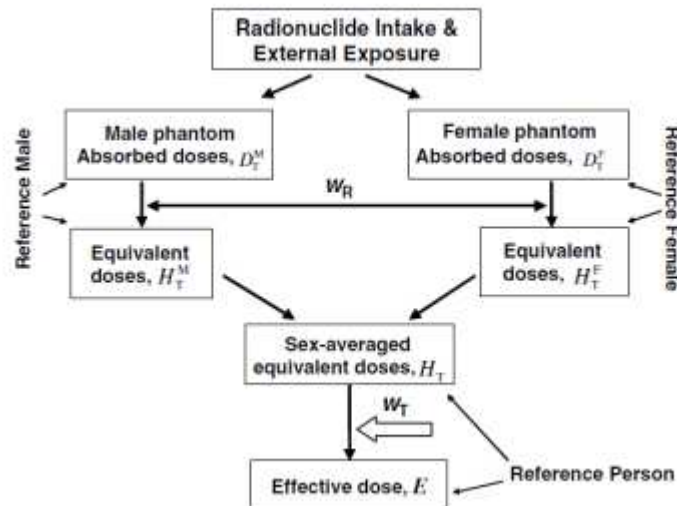 Radionuclide Intake &
External Exposure
Male phantom
Absorbed doses, D_T^M
Female phantom
Absorbed doses, D_T^F
Reference Male
Reference Female
w_R
Equivalent
doses, H_T^M
Equivalent
doses, H_T^F
Sex-averaged
equivalent doses, H_T
w_T
Reference Person
Effective dose, E